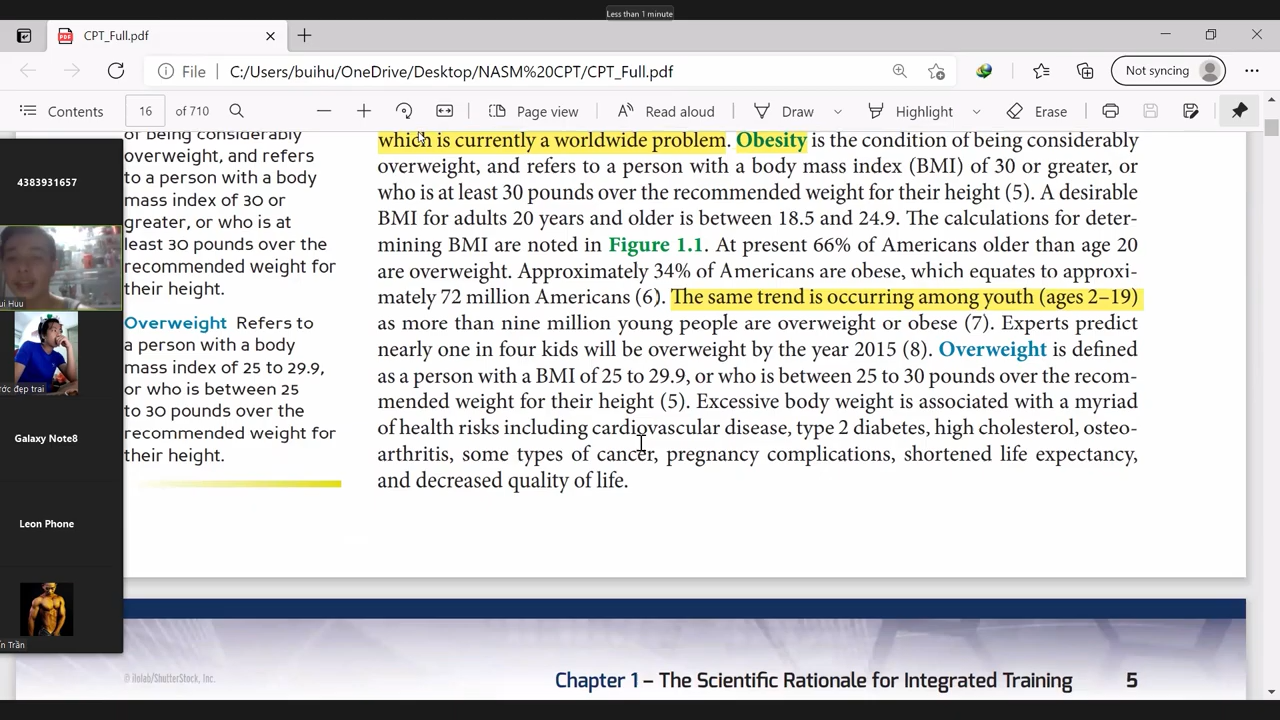 Less than 1 minute
CPT_Full.pdf
File
C:/Users/buihu/OneDrive/Desktop/NASM%20CPT/CPT_Full.pdf
Not syncing
Contents
16
of 710
Page view
Read aloud
Draw
Highlight
Erase
of being considerably
overweight, and refers
to a person with a body
mass index of 30 or
greater, or who is at
least 30 pounds over the
recommended weight for
their height.
Overweight Refers to
a person with a body
mass index of 25 to 29.9,
or who is between 25
to 30 pounds over the
recommended weight for
their height.
which is currently a worldwide problem. Obesity is the condition of being considerably
overweight, and refers to a person with a body mass index (BMI) of 30 or greater, or
who is at least 30 pounds over the recommended weight for their height (5). A desirable
BMI for adults 20 years and older is between 18.5 and 24.9. The calculations for deter-
mining BMI are noted in Figure 1.1. At present 66% of Americans older than age 20
are overweight. Approximately 34% of Americans are obese, which equates to approxi-
mately 72 million Americans (6). The same trend is occurring among youth (ages 2–19)
as more than nine million young people are overweight or obese (7). Experts predict
nearly one in four kids will be overweight by the year 2015 (8). Overweight is defined
as a person with a BMI of 25 to 29.9, or who is between 25 to 30 pounds over the recom-
mended weight for their height (5). Excessive body weight is associated with a myriad
of health risks including cardiovascular disease, type 2 diabetes, high cholesterol, osteo-
arthritis, some types of cancer, pregnancy complications, shortened life expectancy,
and decreased quality of life.
4383931657
ui Huu
ước đẹp trai
Galaxy Note8
Leon Phone
n Trần
© ilolab/ShutterStock, Inc.
Chapter 1 – The Scientific Rationale for Integrated Training
5